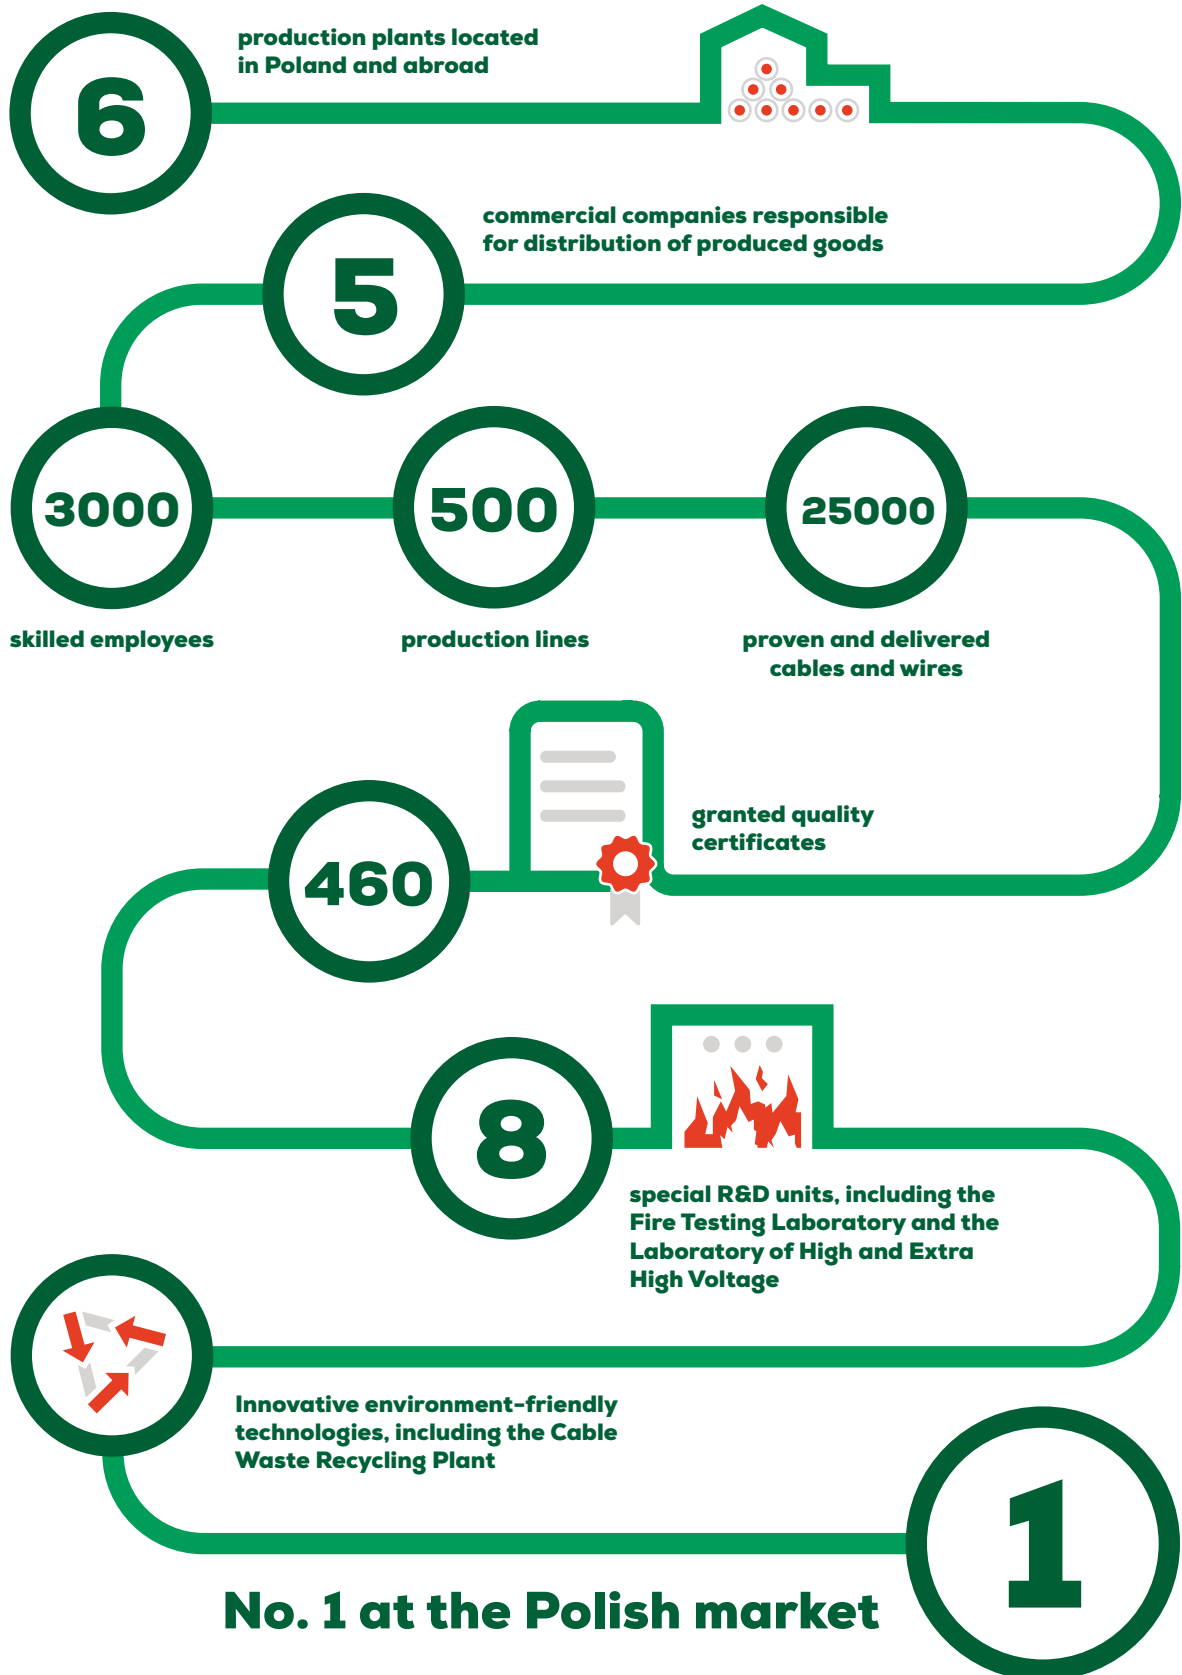 6
production plants located
in Poland and abroad
5
commercial companies responsible
for distribution of produced goods
3000
skilled employees
500
production lines
25000
proven and delivered
cables and wires
460
granted quality
certificates
8
special R&D units, including the
Fire Testing Laboratory and the
Laboratory of High and Extra
High Voltage
Innovative environment-friendly
technologies, including the Cable
Waste Recycling Plant
1
No. 1 at the Polish market